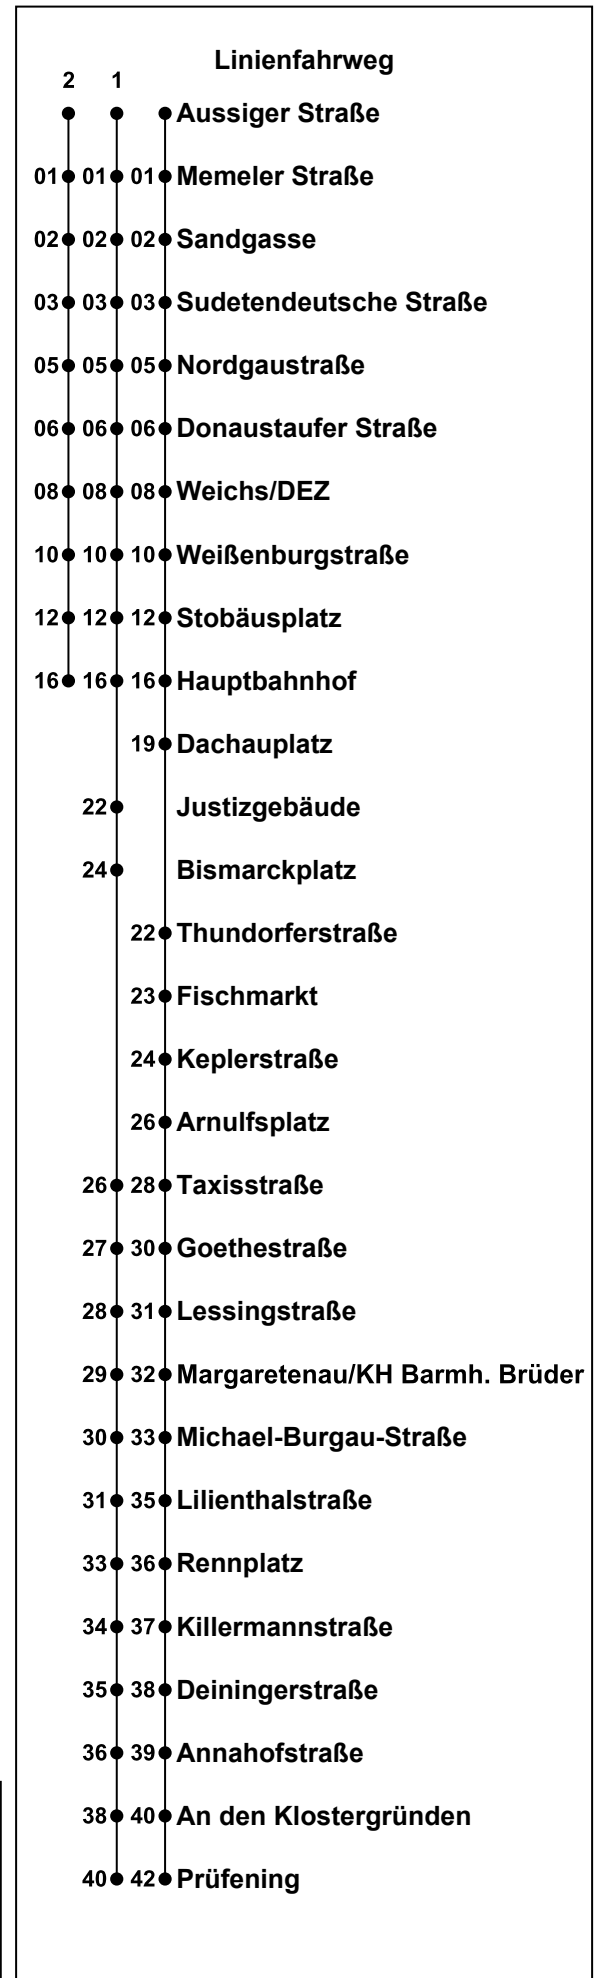 Linienfahrweg
2 1
Aussiger Straße
01 01 01 Memeler Straße
02 02 02 Sandgasse
03 03 03 Sudetendeutsche Straße
05 05 05 Nordgaustraße
06 06 06 Donaustaufer Straße
08 08 08 Weichs/DEZ
10 10 10 Weißenburgstraße
12 12 12 Stobäusplatz
16 16 16 Hauptbahnhof
19 Dachauplatz
22 Justizgebäude
24 Bismarckplatz
22 Thundorferstraße
23 Fischmarkt
24 Keplerstraße
26 Arnulfsplatz
26 28 Taxisstraße
27 30 Goethestraße
28 31 Lessingstraße
29 32 Margaretenau/KH Barmh. Brüder
30 33 Michael-Burgau-Straße
31 35 Lilienthalstraße
33 36 Rennplatz
34 37 Killermannstraße
35 38 Deiningerstraße
36 39 Annahofstraße
38 40 An den Klostergründen
40 42 Prüfening